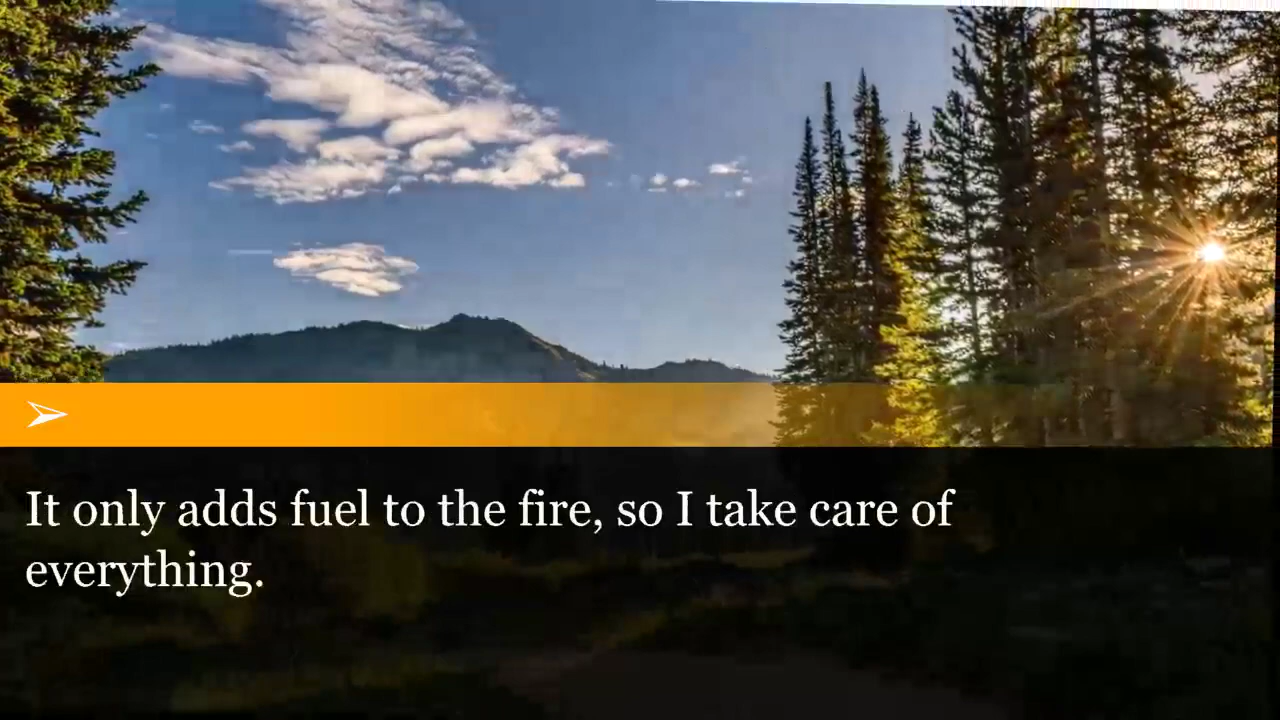 It only adds fuel to the fire, so I take care of
everything.